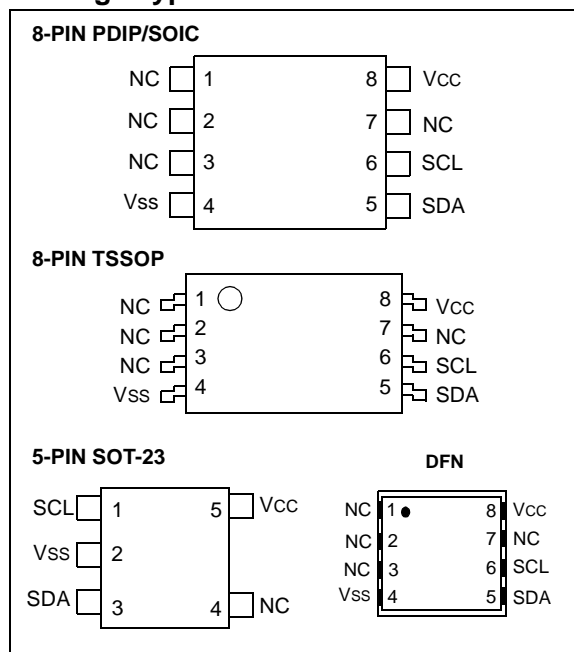 8-PIN PDIP/SOIC
NC 1 8 VCC
NC 2 7 NC
NC 3 6 SCL
VSS 4 5 SDA
8-PIN TSSOP
NC 1 8 VCC
NC 2 7 NC
NC 3 6 SCL
VSS 4 5 SDA
5-PIN SOT-23
SCL 1 5 VCC
VSS 2
SDA 3 4 NC
DFN
NC 1 8 VCC
NC 2 7 NC
NC 3 6 SCL
VSS 4 5 SDA